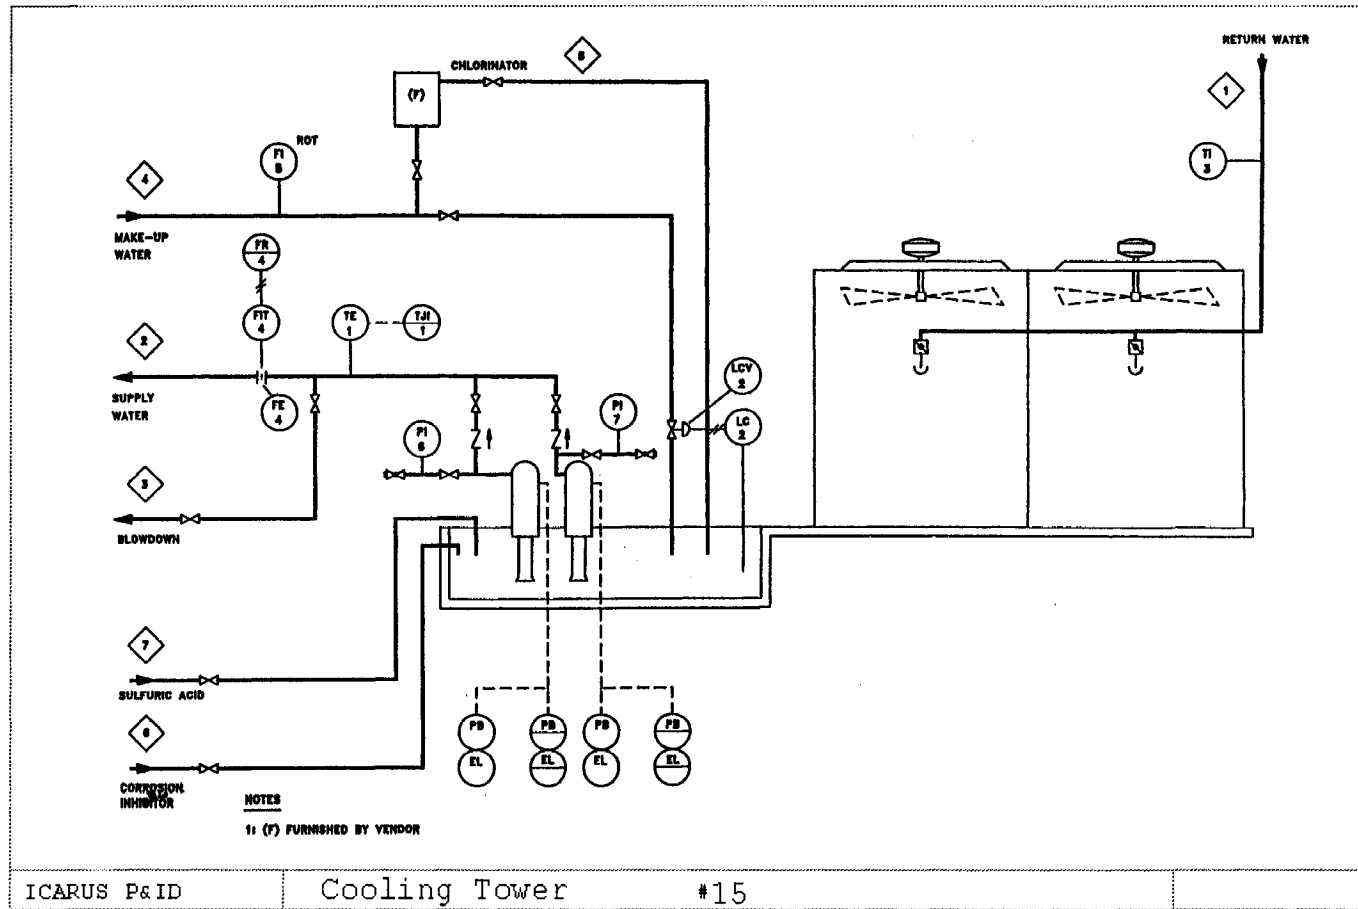 RETURN WATER
1
TI
3
5
CHLORINATOR
(F)
ROT
FI
5
4
MAKE-UP
WATER
FR
4
FIT
4
TE
1
TJI
1
2
SUPPLY
WATER
FE
4
PI
6
PI
7
LCV
2
LC
2
3
BLOWDOWN
7
SULFURIC ACID
6
CORROSION
INHIBITOR
PB
EL
PB
EL
PB
EL
PB
EL
NOTES
1: (F) FURNISHED BY VENDOR
ICARUS P&ID
Cooling Tower
#15